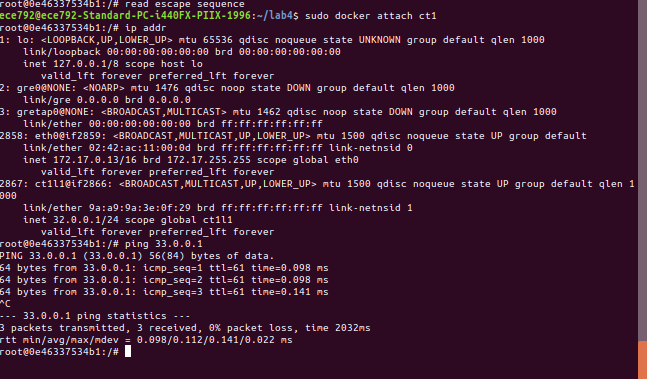 root@0e46337534b1:/# read escape sequence
ece792@ece792-Standard-PC-i440FX-PIIX-1996:~/lab4$ sudo docker attach ct1
root@0e46337534b1:/# ip addr
1: lo: <LOOPBACK,UP,LOWER_UP> mtu 65536 qdisc noqueue state UNKNOWN group default qlen 1000
link/loopback 00:00:00:00:00:00 brd 00:00:00:00:00:00
inet 127.0.0.1/8 scope host lo
valid_lft forever preferred_lft forever
2: gre0@NONE: <NOARP> mtu 1476 qdisc noop state DOWN group default qlen 1000
link/gre 0.0.0.0 brd 0.0.0.0
3: gretap0@NONE: <BROADCAST,MULTICAST> mtu 1462 qdisc noop state DOWN group default qlen 1000
link/ether 00:00:00:00:00:00 brd ff:ff:ff:ff:ff:ff
2858: eth0@if2859: <BROADCAST,MULTICAST,UP,LOWER_UP> mtu 1500 qdisc noqueue state UP group default
link/ether 02:42:ac:11:00:0d brd ff:ff:ff:ff:ff:ff link-netnsid 0
inet 172.17.0.13/16 brd 172.17.255.255 scope global eth0
valid_lft forever preferred_lft forever
2867: ct1l1@if2866: <BROADCAST,MULTICAST,UP,LOWER_UP> mtu 1500 qdisc noqueue state UP group default qlen 1
000
link/ether 9a:a9:9a:3e:0f:29 brd ff:ff:ff:ff:ff:ff link-netnsid 1
inet 32.0.0.1/24 scope global ct1l1
valid_lft forever preferred_lft forever
root@0e46337534b1:/# ping 33.0.0.1
PING 33.0.0.1 (33.0.0.1) 56(84) bytes of data.
64 bytes from 33.0.0.1: icmp_seq=1 ttl=61 time=0.098 ms
64 bytes from 33.0.0.1: icmp_seq=2 ttl=61 time=0.098 ms
64 bytes from 33.0.0.1: icmp_seq=3 ttl=61 time=0.141 ms
^C
--- 33.0.0.1 ping statistics ---
3 packets transmitted, 3 received, 0% packet loss, time 2032ms
rtt min/avg/max/mdev = 0.098/0.112/0.141/0.022 ms
root@0e46337534b1:/#